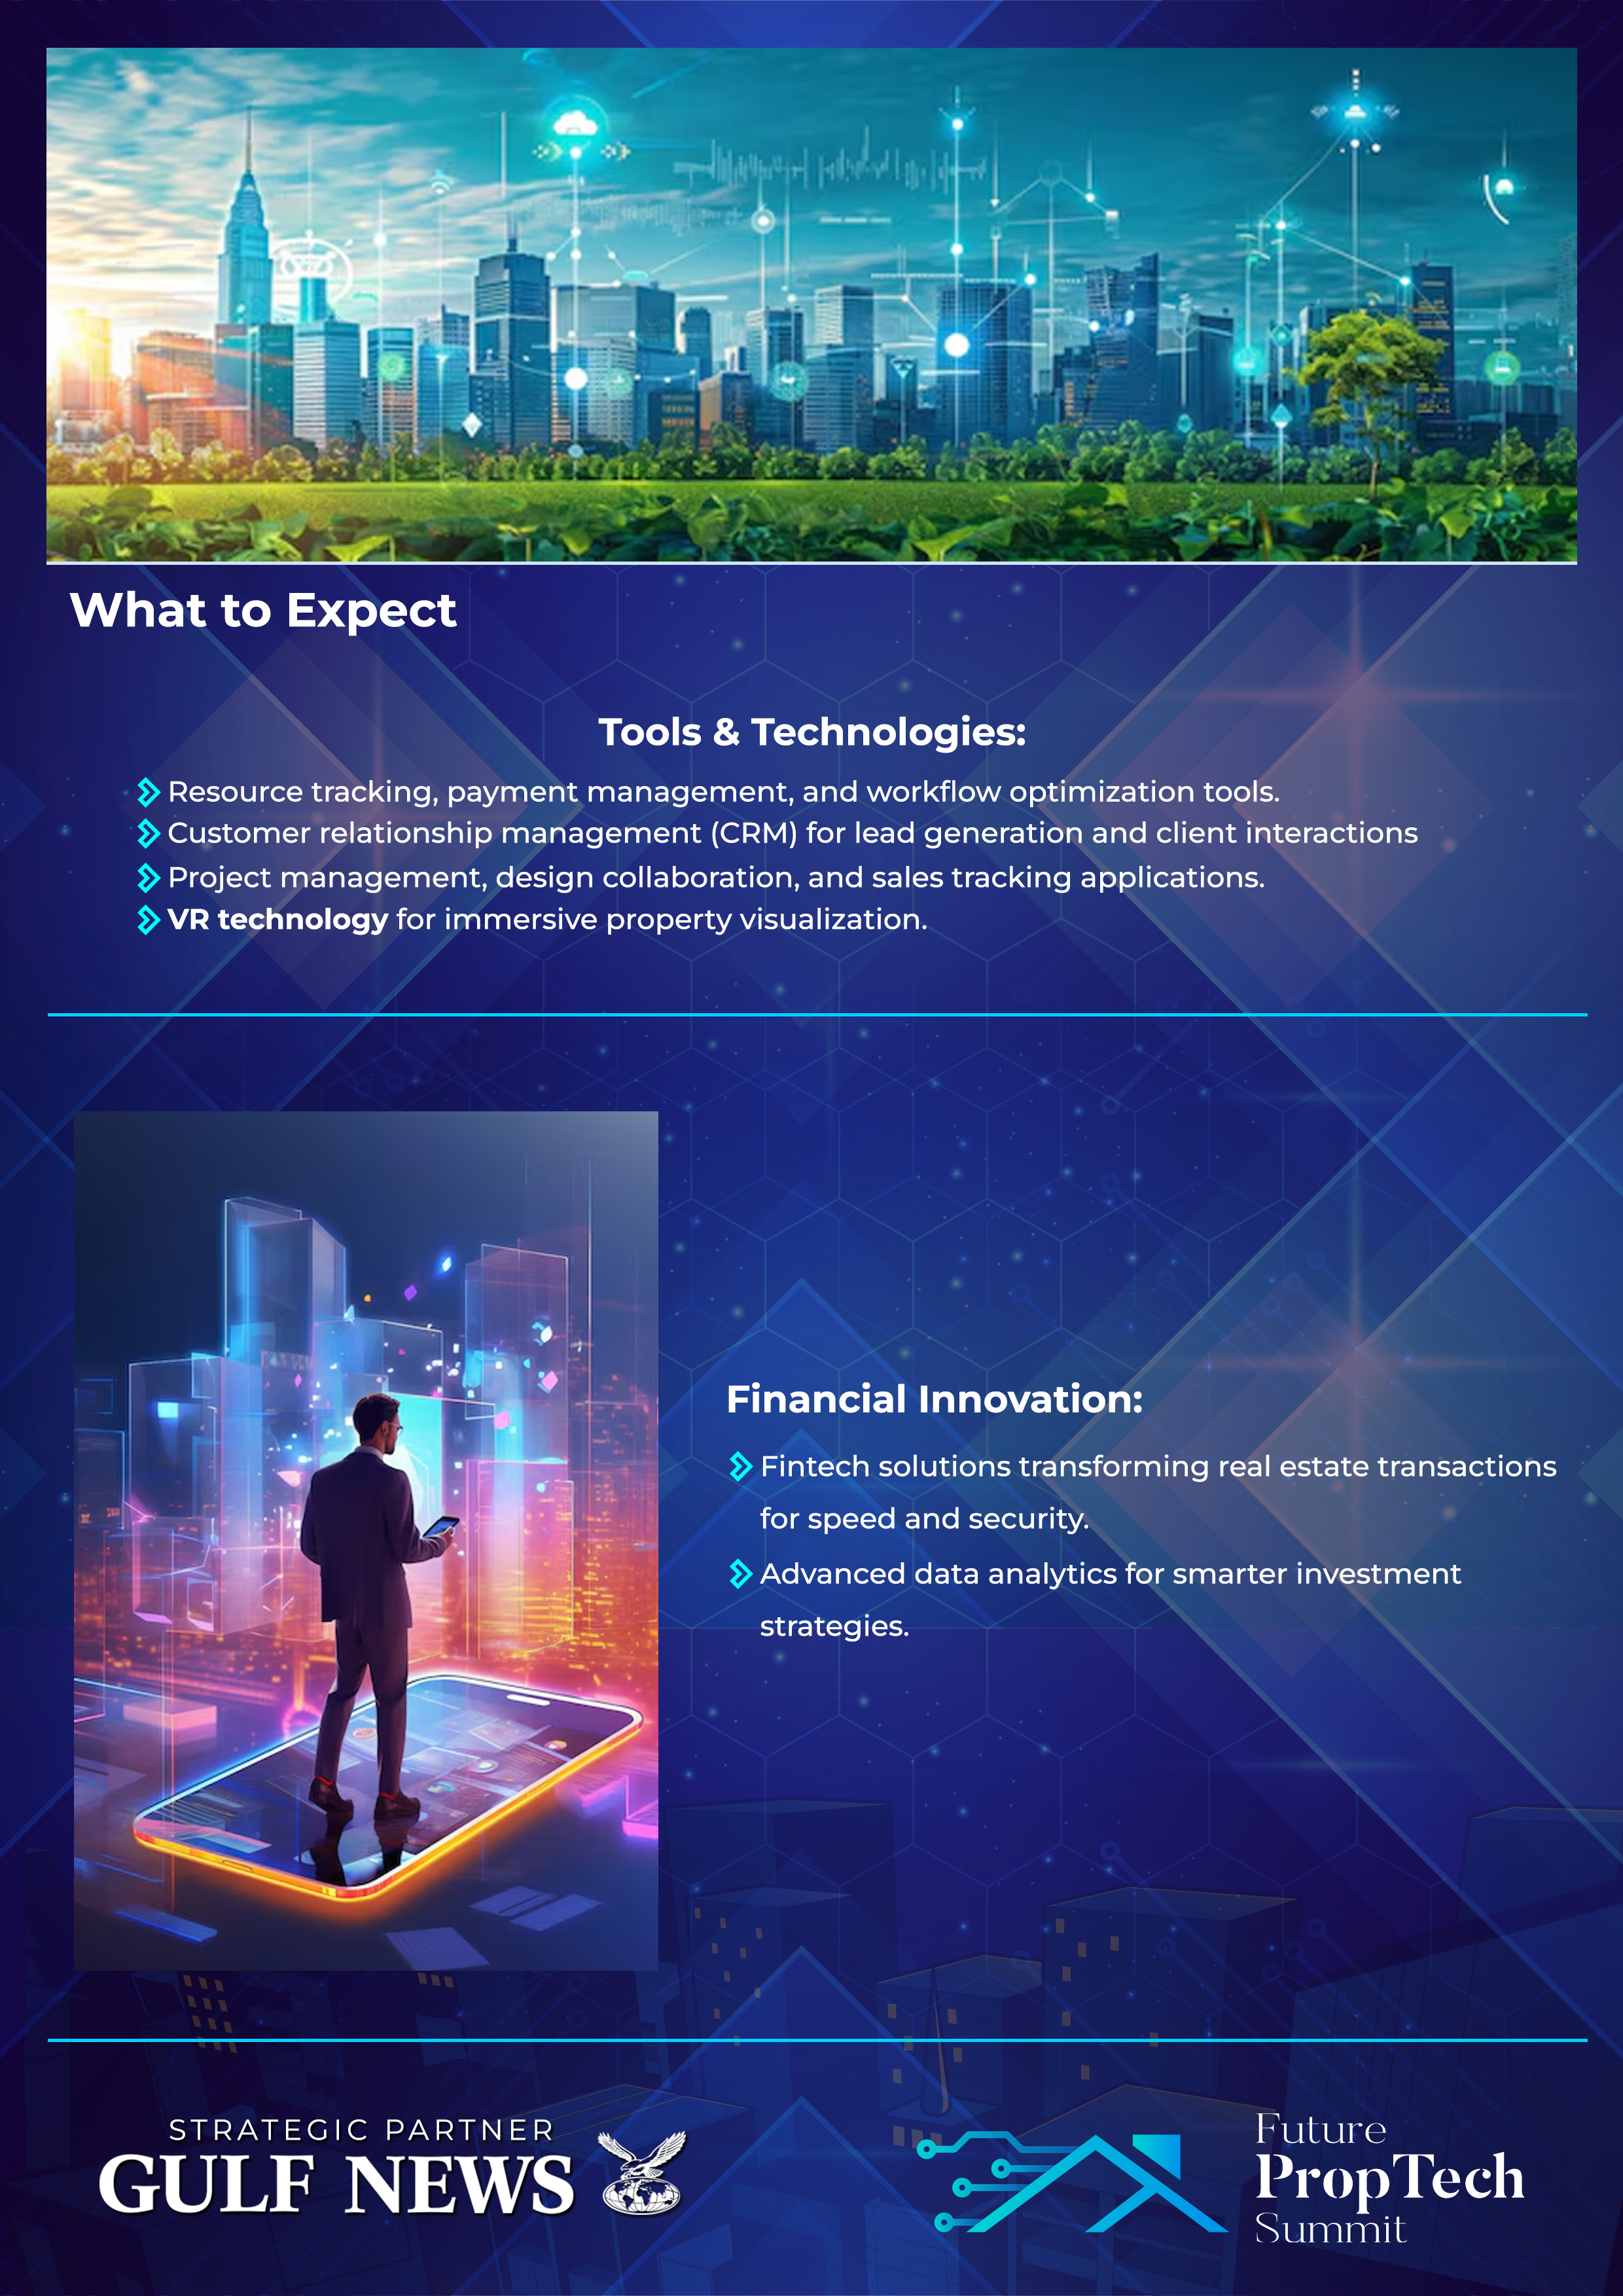 What to Expect
Tools & Technologies:
Resource tracking, payment management, and workflow optimization tools.
Customer relationship management (CRM) for lead generation and client interactions
Project management, design collaboration, and sales tracking applications.
VR technology for immersive property visualization.
Financial Innovation:
Fintech solutions transforming real estate transactions
for speed and security.
Advanced data analytics for smarter investment
strategies.
STRATEGIC PARTNER
GULF NEWS
Future
PropTech
Summit